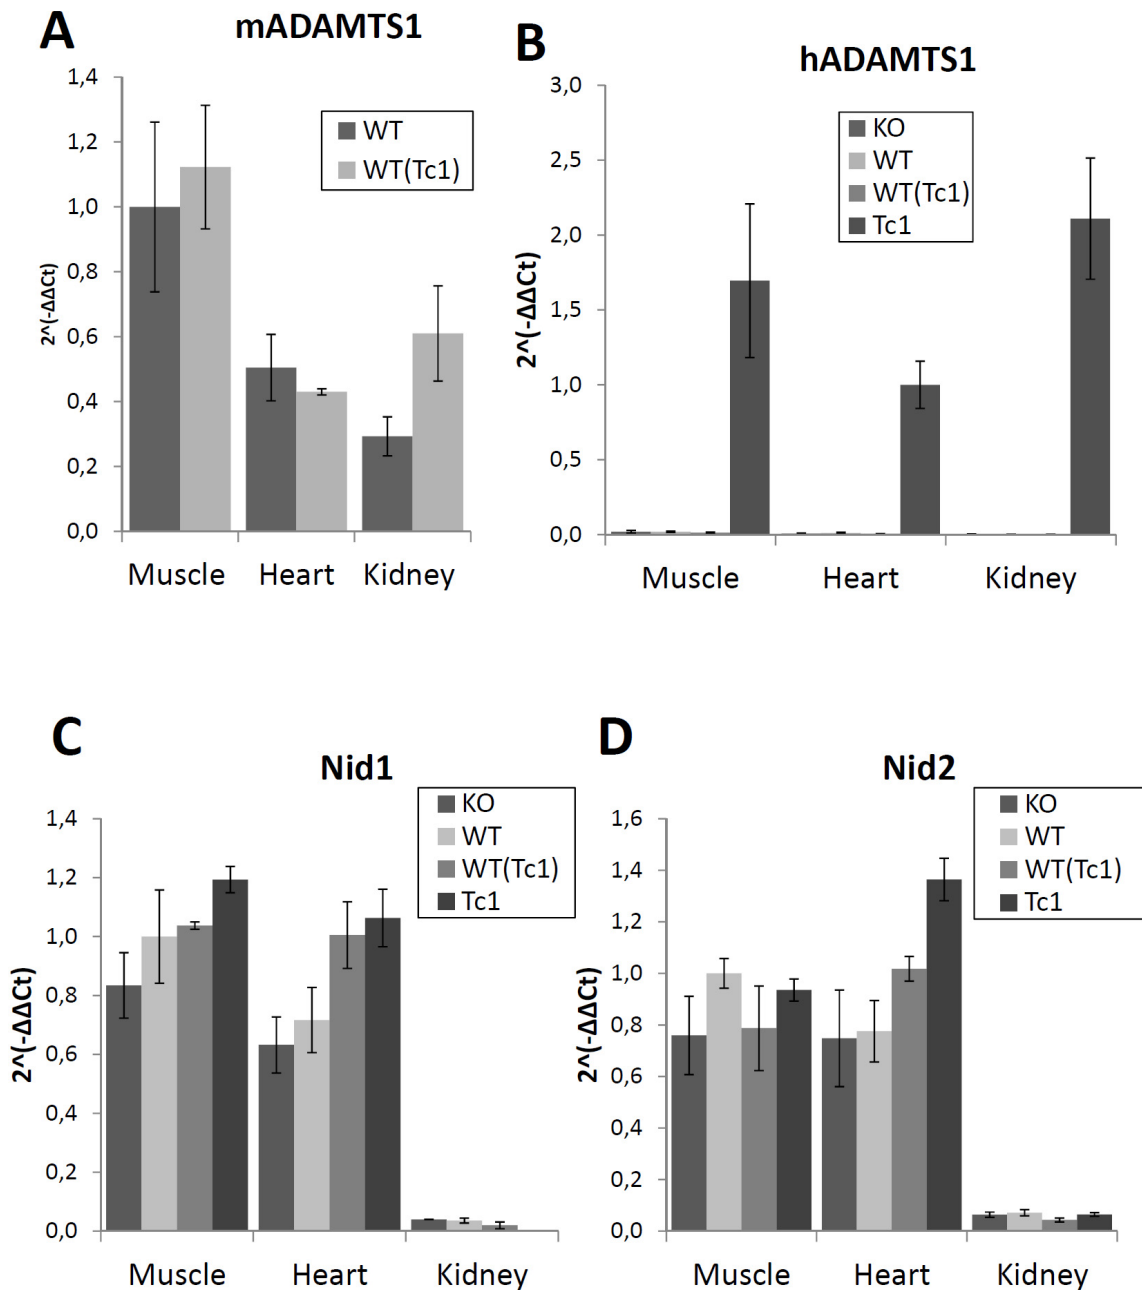 A
mADAMTS1
1,4
1,2
1,0
0,8
0,6
0,4
0,2
0,0
2^(-ΔΔCt)
WT
WT(Tc1)
Muscle
Heart
Kidney
B
hADAMTS1
3,0
2,5
2,0
1,5
1,0
0,5
0,0
2^(-ΔΔCt)
KO
WT
WT(Tc1)
Tc1
Muscle
Heart
Kidney
C
Nid1
1,4
1,2
1,0
0,8
0,6
0,4
0,2
0,0
2^(-ΔΔCt)
KO
WT
WT(Tc1)
Tc1
Muscle
Heart
Kidney
D
Nid2
1,6
1,4
1,2
1,0
0,8
0,6
0,4
0,2
0,0
2^(-ΔΔCt)
KO
WT
WT(Tc1)
Tc1
Muscle
Heart
Kidney